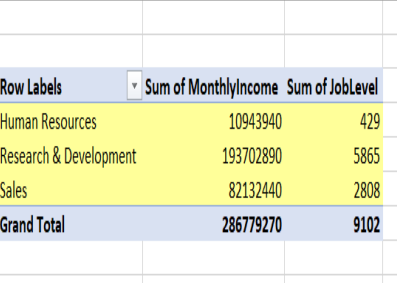 Row Labels Sum of MonthlyIncome Sum of JobLevel
Human Resources 10943940 429
Research & Development 193702890 5865
Sales 82132440 2808
Grand Total 286779270 9102